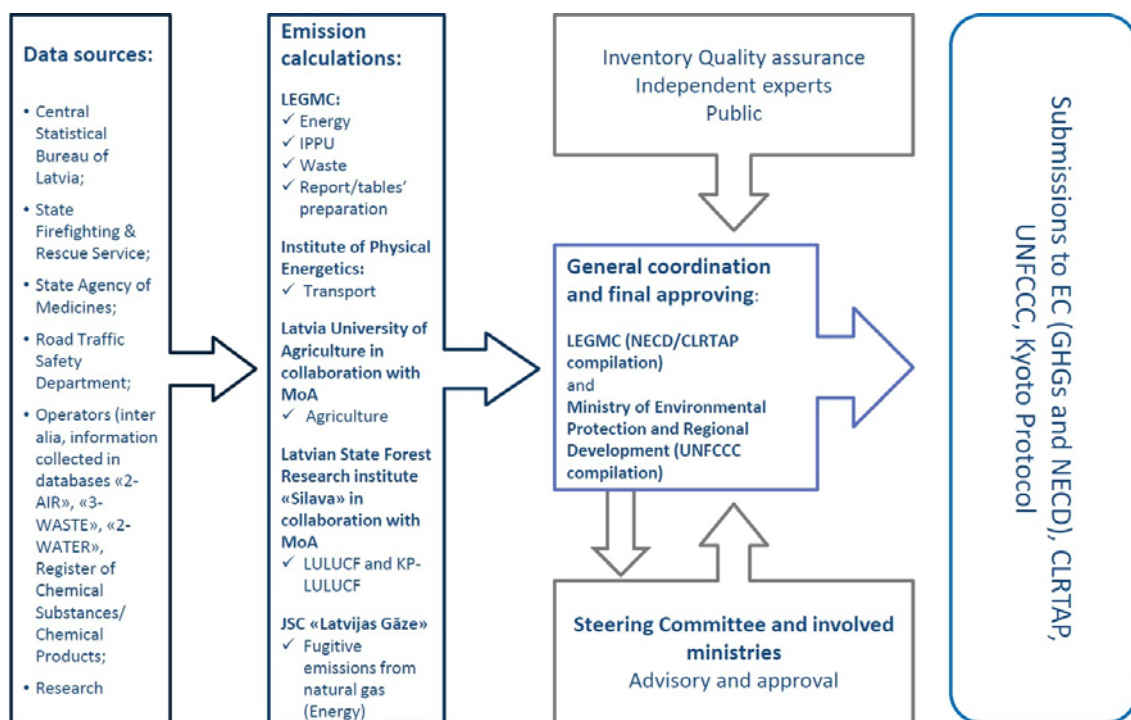 Data sources:
• Central
Statistical
Bureau of
Latvia;
• State
Firefighting &
Rescue Service;
• State Agency of
Medicines;
• Road Traffic
Safety
Department;
• Operators (inter
alia, information
collected in
databases «2-
AIR», «3-
WASTE», «2-
WATER»,
Register of
Chemical
Substances/
Chemical
Products;
• Research
Emission
calculations:
LEGMC:
✓ Energy
✓ IPPU
✓ Waste
✓ Report/tables’
preparation
Institute of Physical
Energetics:
✓ Transport
Latvia University of
Agriculture in
collaboration with
MoA
✓ Agriculture
Latvian State Forest
Research institute
«Silava» in
collaboration with
MoA
✓ LULUCF and KP-
LULUCF
JSC «Latvijas Gāze»
✓ Fugitive
emissions from
natural gas
(Energy)
Inventory Quality assurance
Independent experts
Public
General coordination
and final approving:
LEGMC (NECD/CLRTAP
compilation)
and
Ministry of Environmental
Protection and Regional
Development (UNFCCC
compilation)
Steering Committee and involved
ministries
Advisory and approval
Submissions to EC (GHGs and NECD), CLRTAP,
UNFCCC, Kyoto Protocol